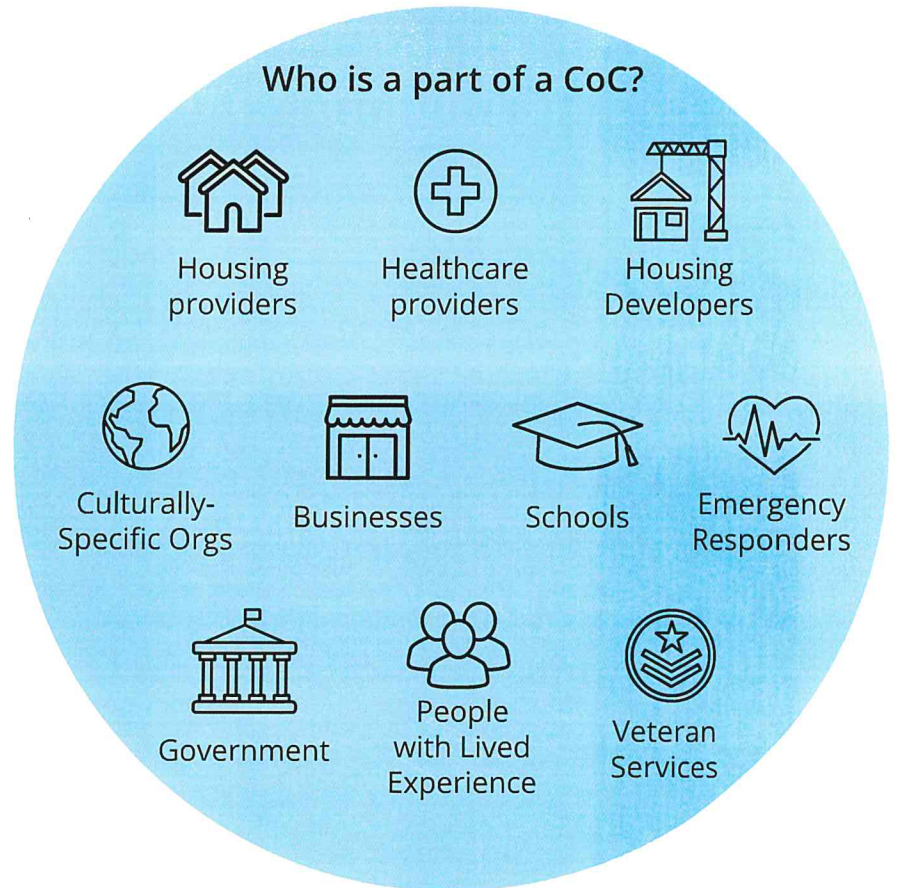 Who is a part of a CoC?
Housing
providers
Healthcare
providers
Housing
Developers
Culturally-
Specific Orgs
Businesses
Schools
Emergency
Responders
Government
People
with Lived
Experience
Veteran
Services